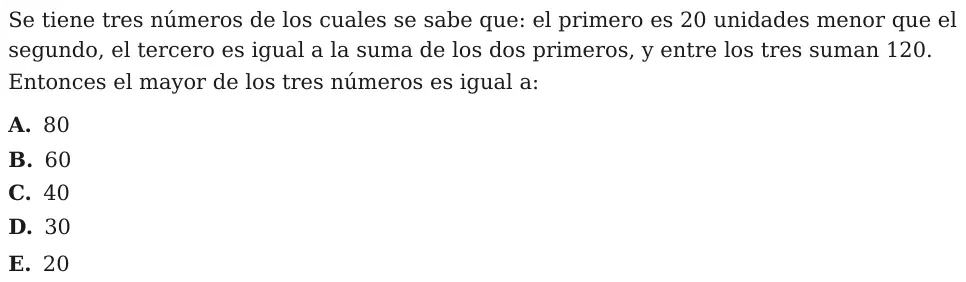 Se tiene tres números de los cuales se sabe que: el primero es 20 unidades menor que el
segundo, el tercero es igual a la suma de los dos primeros, y entre los tres suman 120.
Entonces el mayor de los tres números es igual a:
A. 80
B. 60
C. 40
D. 30
E. 20